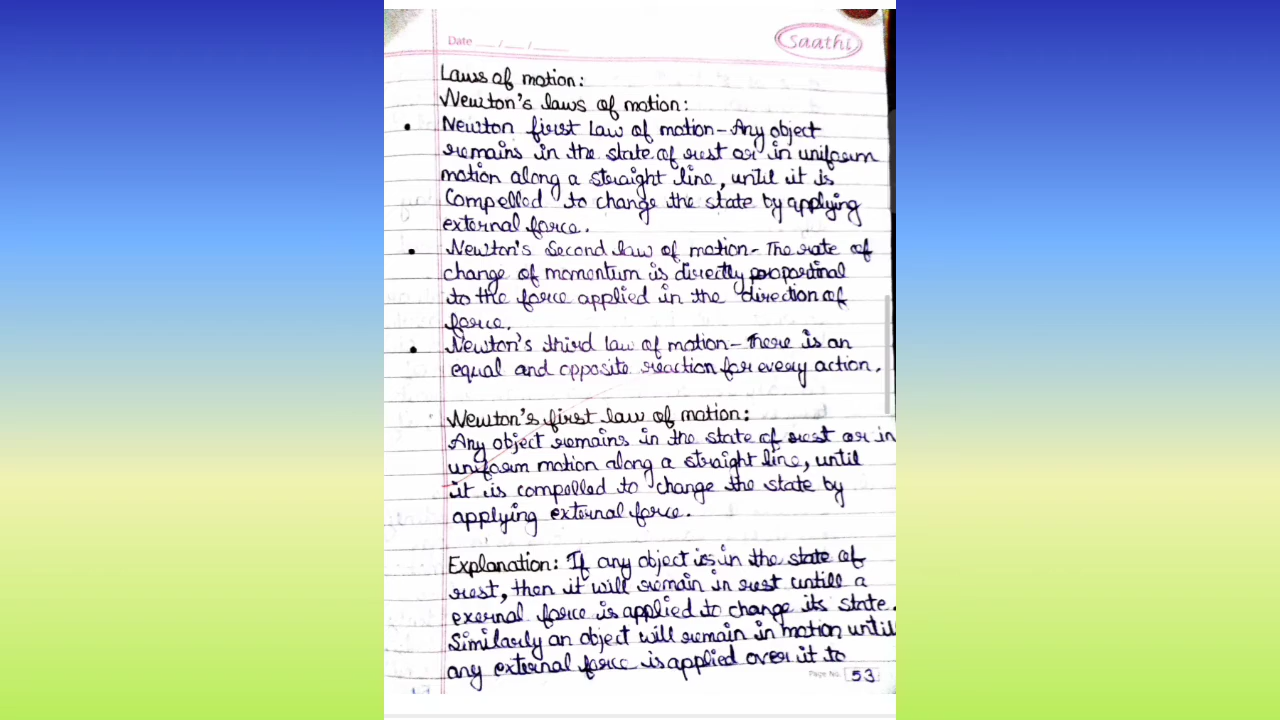 Date __/__/____
Saathi
Laws of motion:
Newton's laws of motion:
• Newton first Law of motion - Any object
remains in the state of rest or in uniform
motion along a straight line, until it is
Compelled to change the state by applying
external force.
• Newton's Second law of motion - The rate of
change of momentum is directly propotinal
to the force applied in the direction of
force.
• Newton's third law of motion - There is an
equal and opposite reaction for every action.
Newton's first law of motion:
Any object remains in the state of rest or in
uniform motion along a straight line, until
it is compelled to change the state by
applying external force.
Explanation: If any object is in the state of
rest, then it will remain in rest untill a
exernal force is applied to change its state.
Similarly an object will remain in motion until
any external force is applied over it to
Page No. 53